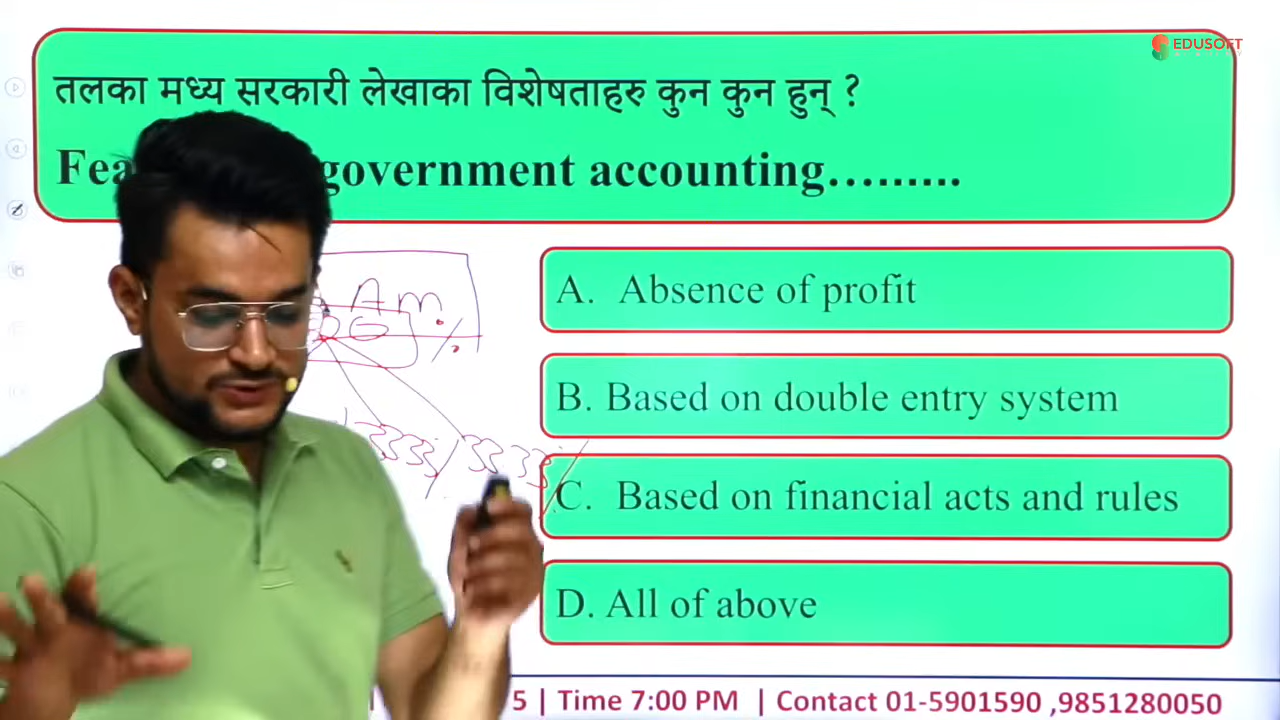 EDUSOFT
तलका मध्य सरकारी लेखाका विशेषताहरु कुन कुन हुन् ?
government accounting.........
A. Absence of profit
Am.
B. Based on double entry system
C. Based on financial acts and rules
D. All of above
5 | Time 7:00 PM | Contact 01-5901590 ,9851280050